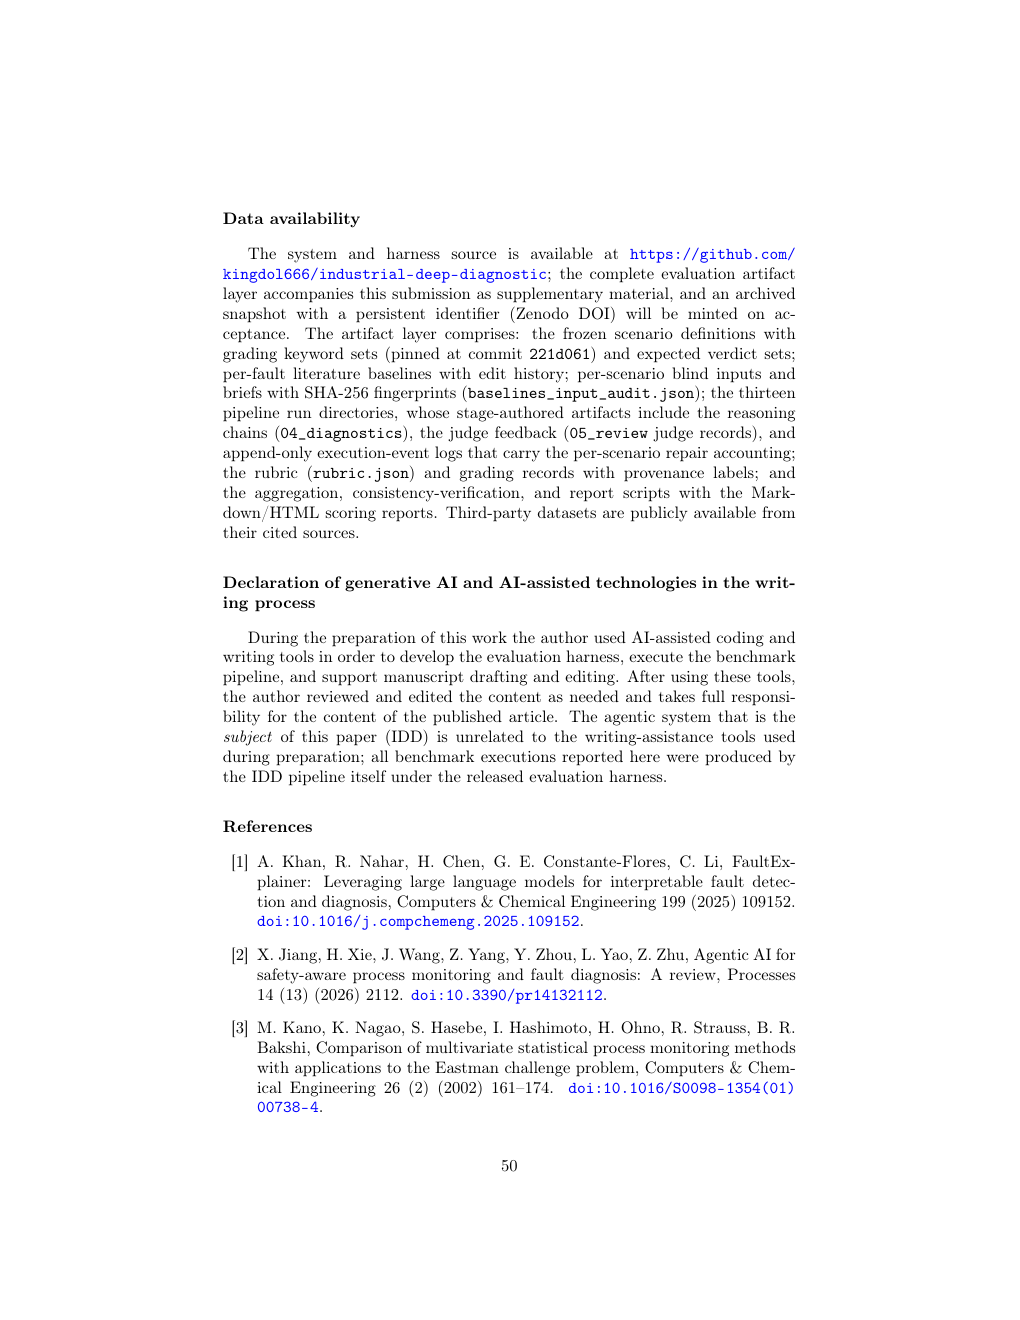 Data availability
The system and harness source is available at https://github.com/
kingdol666/industrial-deep-diagnostic; the complete evaluation artifact
layer accompanies this submission as supplementary material, and an archived
snapshot with a persistent identifier (Zenodo DOI) will be minted on ac-
ceptance. The artifact layer comprises: the frozen scenario definitions with
grading keyword sets (pinned at commit 221d061) and expected verdict sets;
per-fault literature baselines with edit history; per-scenario blind inputs and
briefs with SHA-256 fingerprints (baselines_input_audit.json); the thirteen
pipeline run directories, whose stage-authored artifacts include the reasoning
chains (04_diagnostics), the judge feedback (05_review judge records), and
append-only execution-event logs that carry the per-scenario repair accounting;
the rubric (rubric.json) and grading records with provenance labels; and
the aggregation, consistency-verification, and report scripts with the Mark-
down/HTML scoring reports. Third-party datasets are publicly available from
their cited sources.
Declaration of generative AI and AI-assisted technologies in the writ-
ing process
During the preparation of this work the author used AI-assisted coding and
writing tools in order to develop the evaluation harness, execute the benchmark
pipeline, and support manuscript drafting and editing. After using these tools,
the author reviewed and edited the content as needed and takes full responsi-
bility for the content of the published article. The agentic system that is the
subject of this paper (IDD) is unrelated to the writing-assistance tools used
during preparation; all benchmark executions reported here were produced by
the IDD pipeline itself under the released evaluation harness.
References
[1] A. Khan, R. Nahar, H. Chen, G. E. Constante-Flores, C. Li, FaultEx-
plainer: Leveraging large language models for interpretable fault detec-
tion and diagnosis, Computers & Chemical Engineering 199 (2025) 109152.
doi:10.1016/j.compchemeng.2025.109152.
[2] X. Jiang, H. Xie, J. Wang, Z. Yang, Y. Zhou, L. Yao, Z. Zhu, Agentic AI for
safety-aware process monitoring and fault diagnosis: A review, Processes
14 (13) (2026) 2112. doi:10.3390/pr14132112.
[3] M. Kano, K. Nagao, S. Hasebe, I. Hashimoto, H. Ohno, R. Strauss, B. R.
Bakshi, Comparison of multivariate statistical process monitoring methods
with applications to the Eastman challenge problem, Computers & Chem-
ical Engineering 26 (2) (2002) 161–174. doi:10.1016/S0098-1354(01)
00738-4.
50